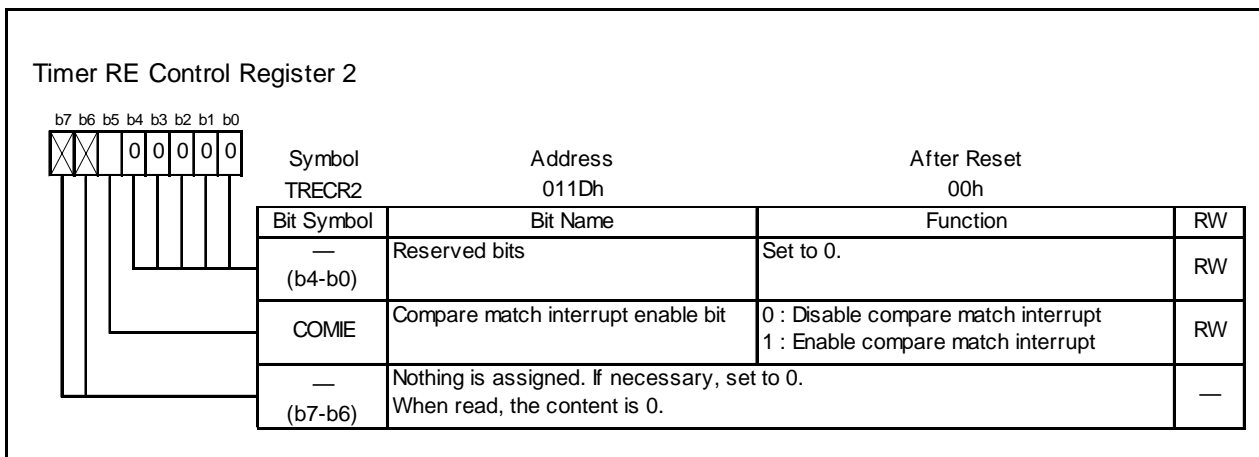 Timer RE Control Register 2
b7 b6 b5 b4 b3 b2 b1 b0
0 0 0 0 0
Symbol Address After Reset
TRECR2 011Dh 00h
Bit Symbol Bit Name Function RW
—
(b4-b0)
Reserved bits
Set to 0.
RW
COMIE
Compare match interrupt enable bit
0 : Disable compare match interrupt
1 : Enable compare match interrupt
RW
—
(b7-b6)
Nothing is assigned. If necessary, set to 0.
When read, the content is 0.
—